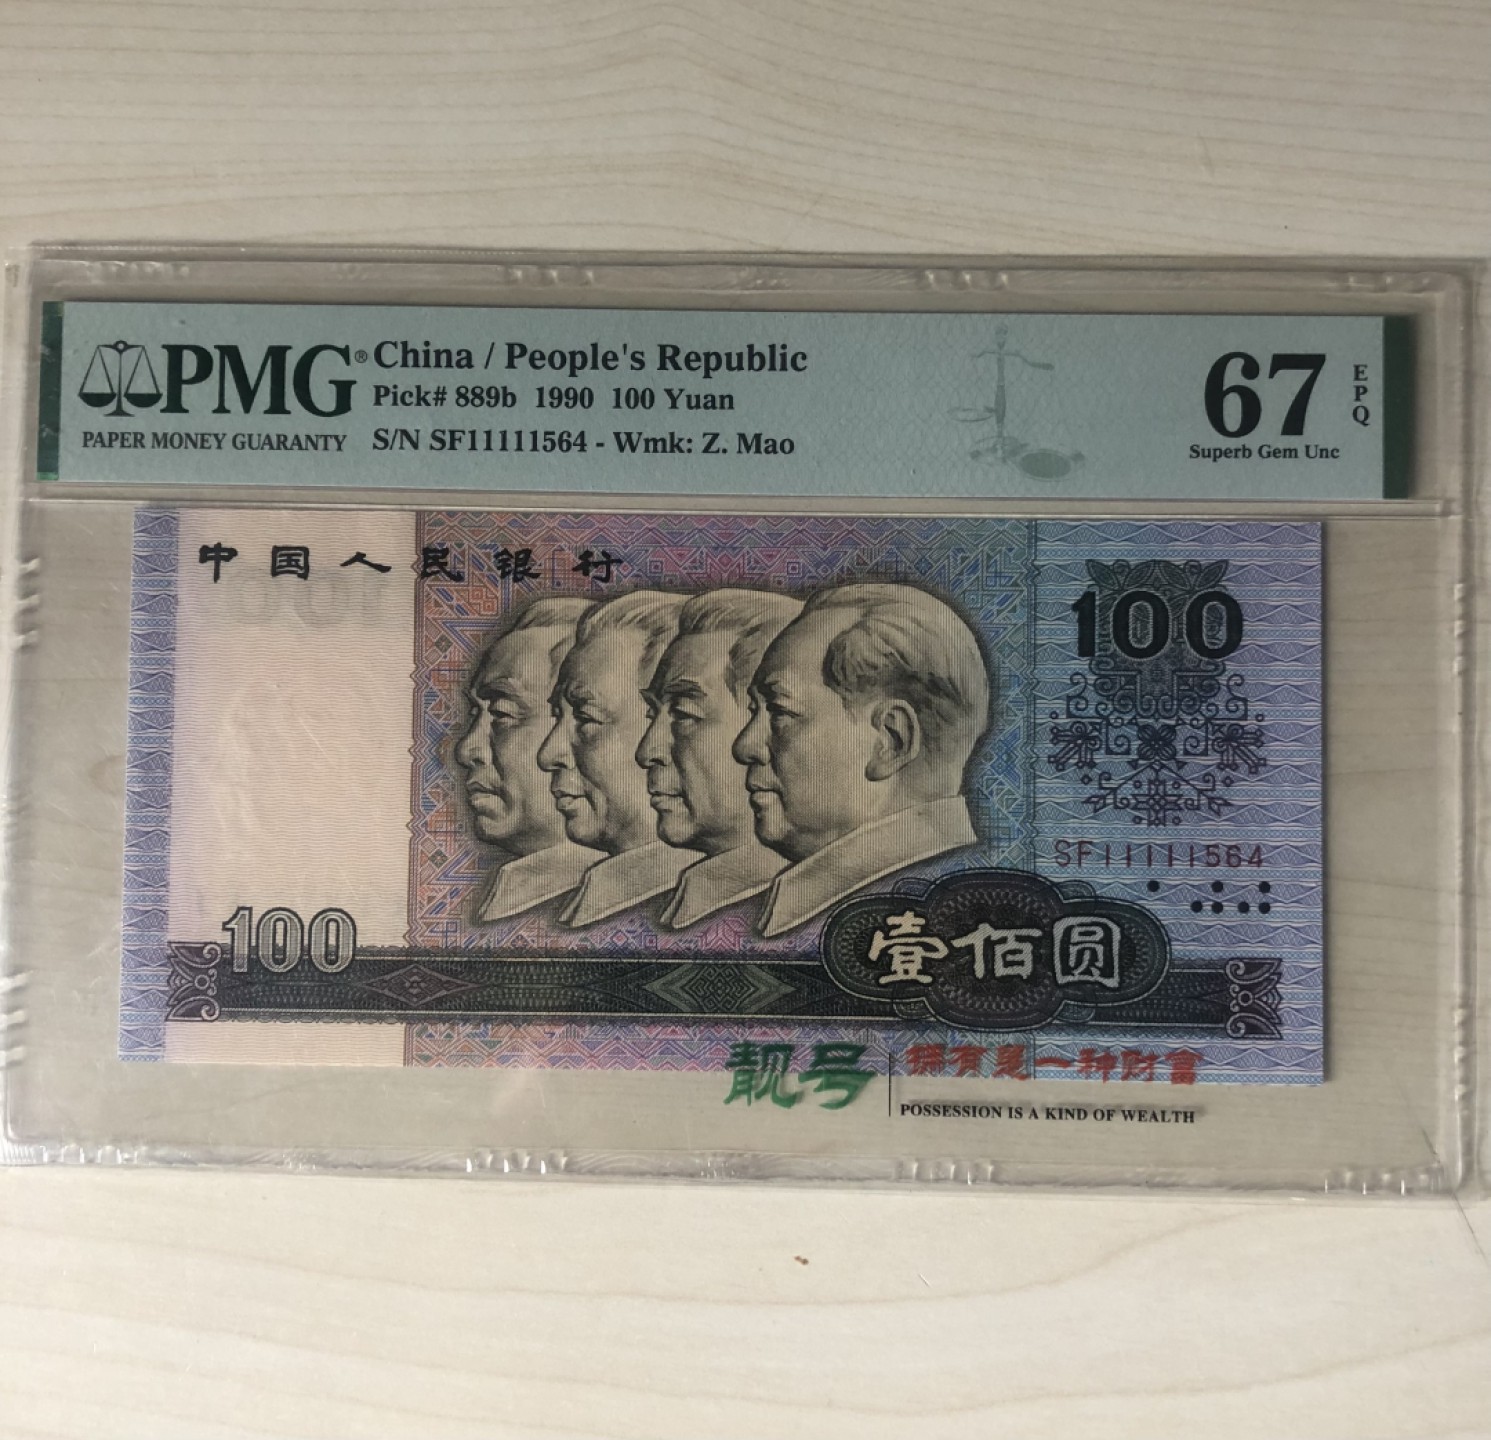 PMG®
PAPER MONEY GUARANTY
China / People's Republic
Pick# 889b 1990 100 Yuan
S/N SF11111564 - Wmk: Z. Mao
67
EPQ
Superb Gem Unc
中国人民银行
100
SF11111564
100
壹佰圆
靓号
稀有是一种财富
POSSESSION IS A KIND OF WEALTH